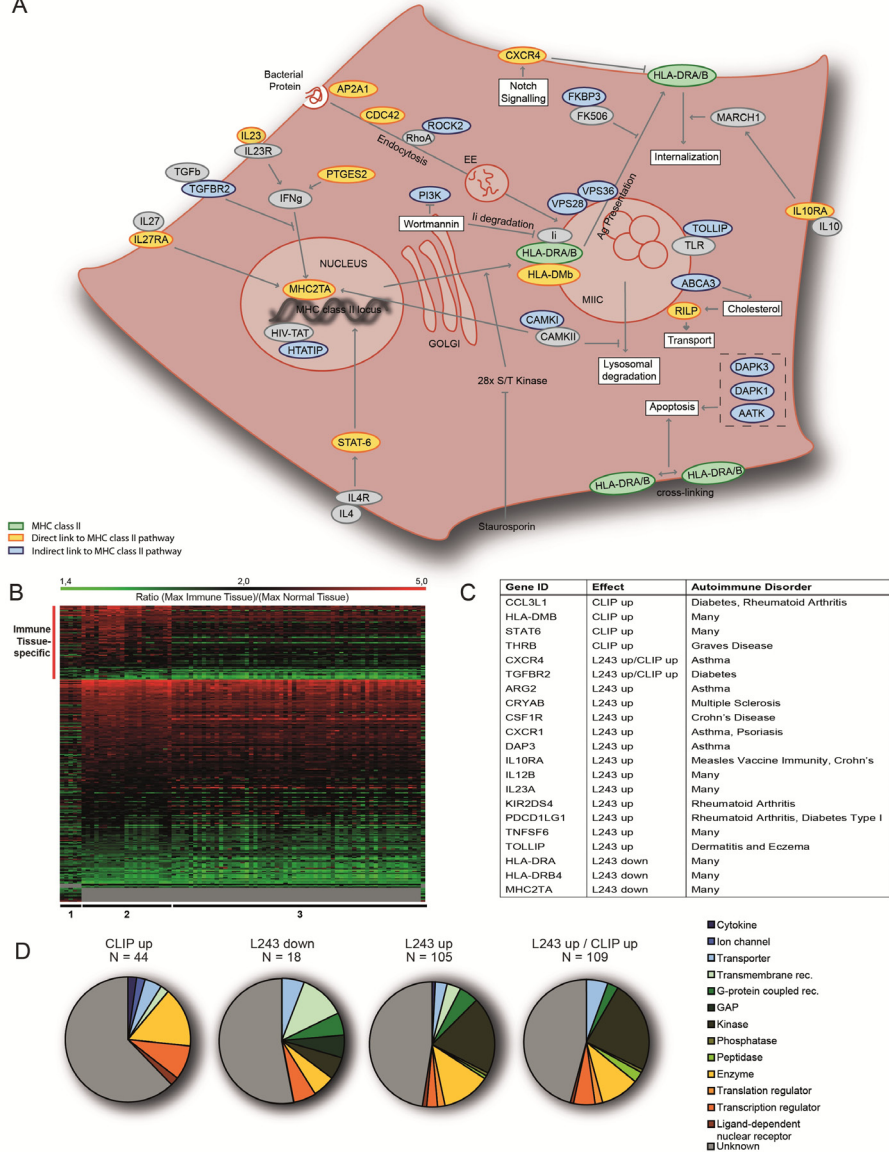 A
CXCR4
HLA-DRA/B
Bacterial
Protein
AP2A1
Notch
Signalling
FKBP3
FK506
CDC42
ROCK2
RhoA
MARCH1
Endocytosis
IL23
IL23R
Internalization
EE
TGFb
TGFBR2
PTGES2
IFNg
PI3K
VPS36
VPS28
Ag Presentation
IL27
IL27RA
Wortmannin
Ii degradation
Ii
IL10RA
IL10
TOLLIP
TLR
HLA-DRA/B
HLA-DMb
NUCLEUS
MHC2TA
MHC class II locus
MIIC
ABCA3
RILP
Cholesterol
HIV-TAT
HTATIP
GOLGI
CAMKI
CAMKII
Transport
Lysosomal
degradation
DAPK3
DAPK1
AATK
28x S/T Kinase
Apoptosis
STAT-6
HLA-DRA/B
HLA-DRA/B
cross-linking
IL4R
IL4
Staurosporin
MHC class II
Direct link to MHC class II pathway
Indirect link to MHC class II pathway
B
1,4 2,0 5,0
Ratio (Max Immune Tissue)/(Max Normal Tissue)
Immune
Tissue-
specific
1 2 3
C
Gene ID Effect Autoimmune Disorder
CCL3L1 CLIP up Diabetes, Rheumatoid Arthritis
HLA-DMB CLIP up Many
STAT6 CLIP up Many
THRB CLIP up Graves Disease
CXCR4 L243 up/CLIP up Asthma
TGFBR2 L243 up/CLIP up Diabetes
ARG2 L243 up Asthma
CRYAB L243 up Multiple Sclerosis
CSF1R L243 up Crohn's Disease
CXCR1 L243 up Asthma, Psoriasis
DAP3 L243 up Asthma
IL10RA L243 up Measles Vaccine Immunity, Crohn's
IL12B L243 up Many
IL23A L243 up Many
KIR2DS4 L243 up Rheumatoid Arthritis
PDCD1LG1 L243 up Rheumatoid Arthritis, Diabetes Type I
TNFSF6 L243 up Many
TOLLIP L243 up Dermatitis and Eczema
HLA-DRA L243 down Many
HLA-DRB4 L243 down Many
MHC2TA L243 down Many
D
CLIP up
N = 44
L243 down
N = 18
L243 up
N = 105
L243 up / CLIP up
N = 109
Cytokine
Ion channel
Transporter
Transmembrane rec.
G-protein coupled rec.
GAP
Kinase
Phosphatase
Peptidase
Enzyme
Translation regulator
Transcription regulator
Ligand-dependent
nuclear receptor
Unknown